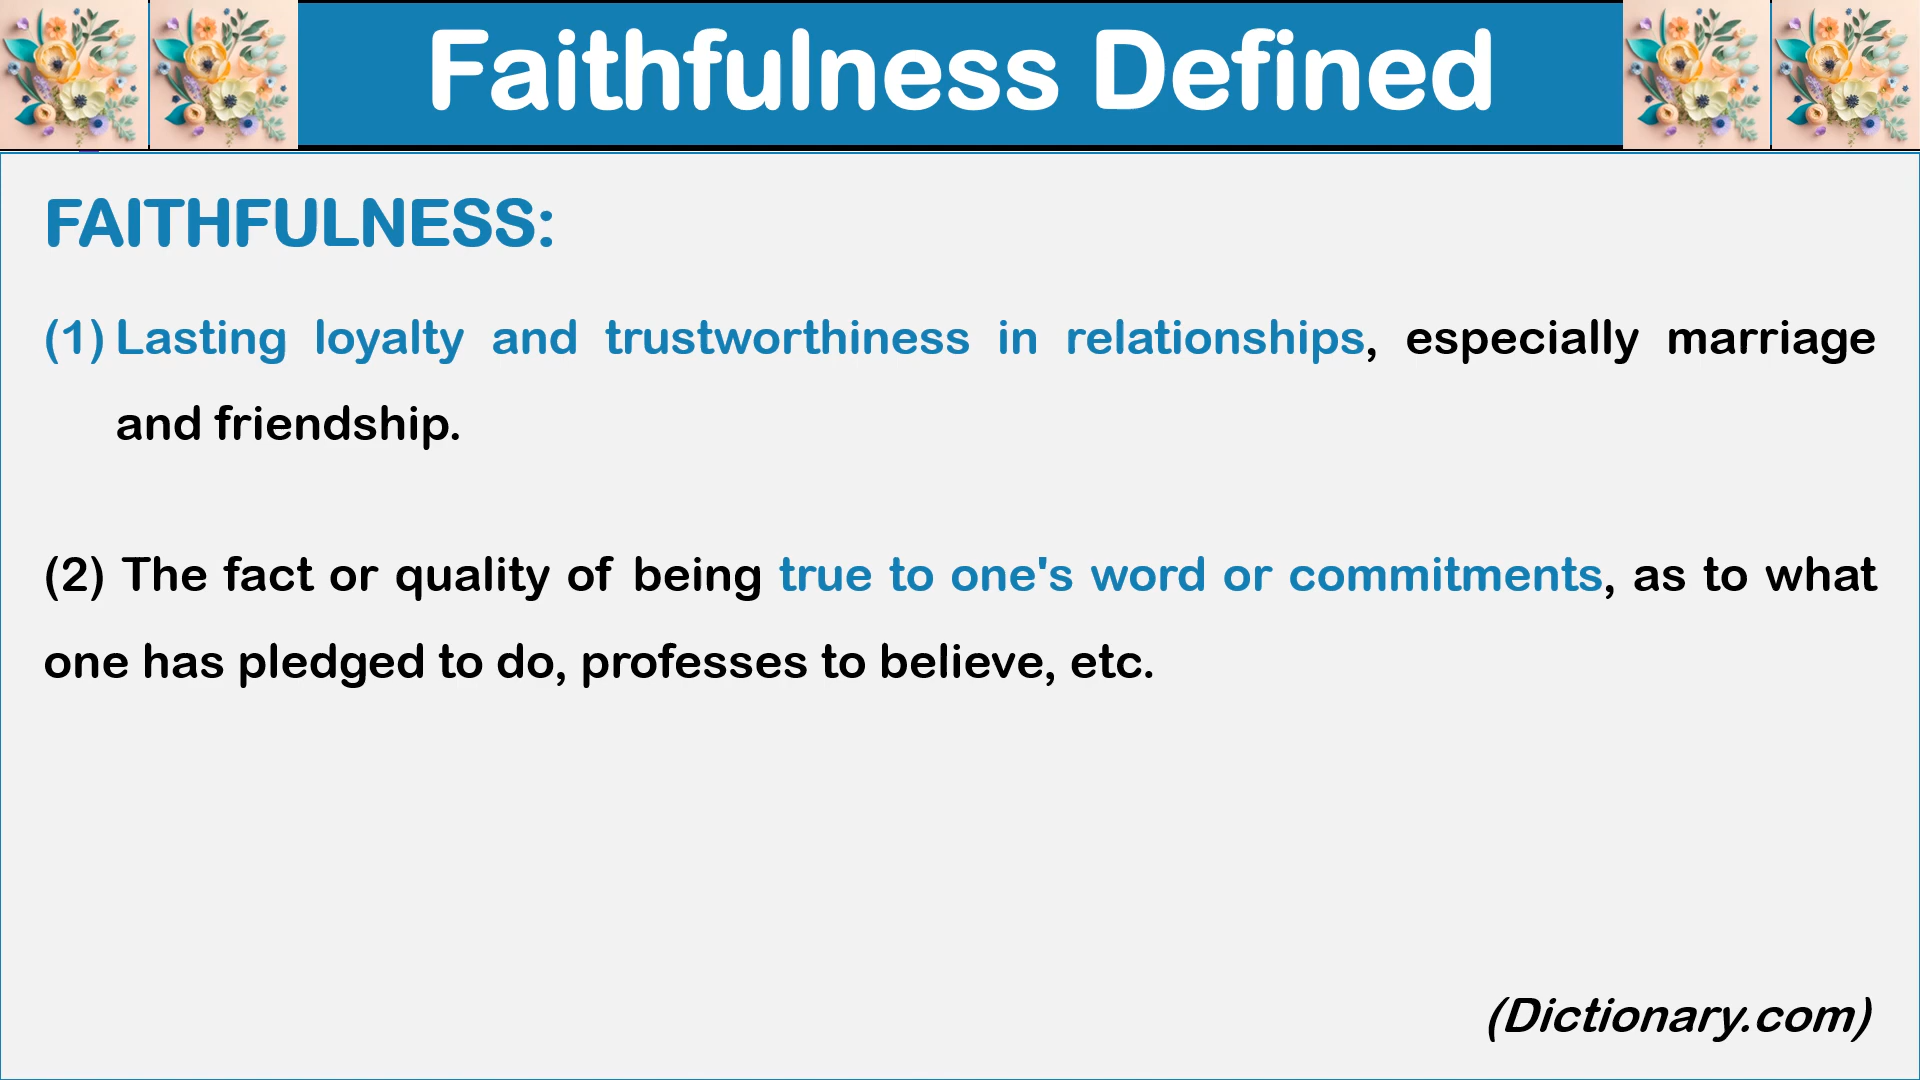 Faithfulness Defined
FAITHFULNESS:
(1) Lasting loyalty and trustworthiness in relationships, especially marriage
and friendship.
(2) The fact or quality of being true to one's word or commitments, as to what
one has pledged to do, professes to believe, etc.
(Dictionary.com)